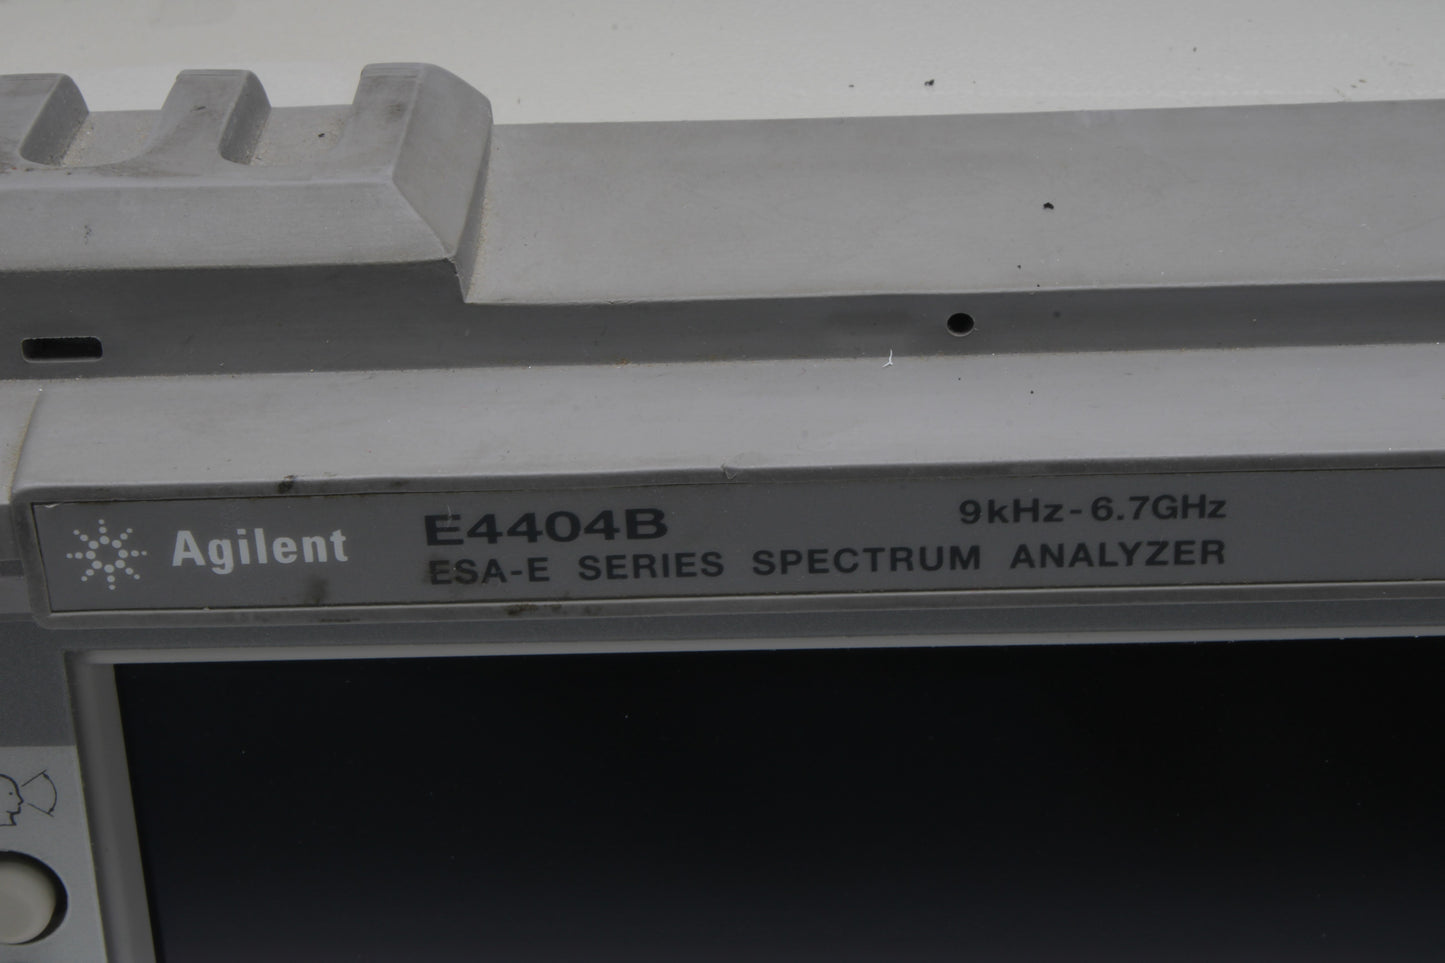 Agilent
E4404B
9kHz-6.7GHz
ESA-E SERIES SPECTRUM ANALYZER